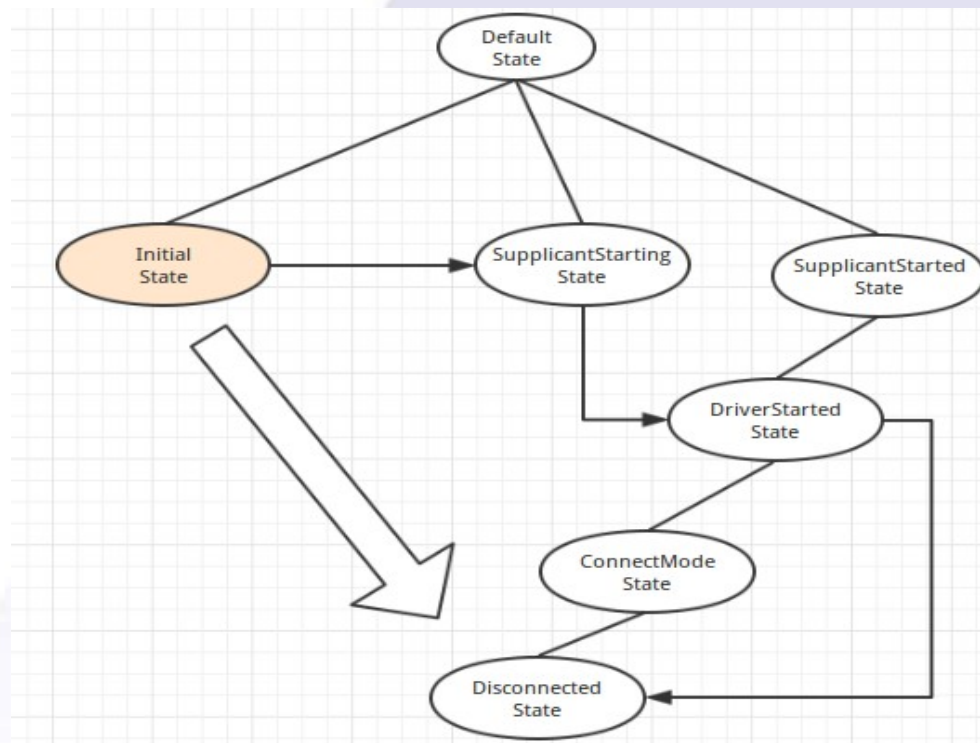 Default
State
Initial
State
SupplicantStarting
State
SupplicantStarted
State
DriverStarted
State
ConnectMode
State
Disconnected
State